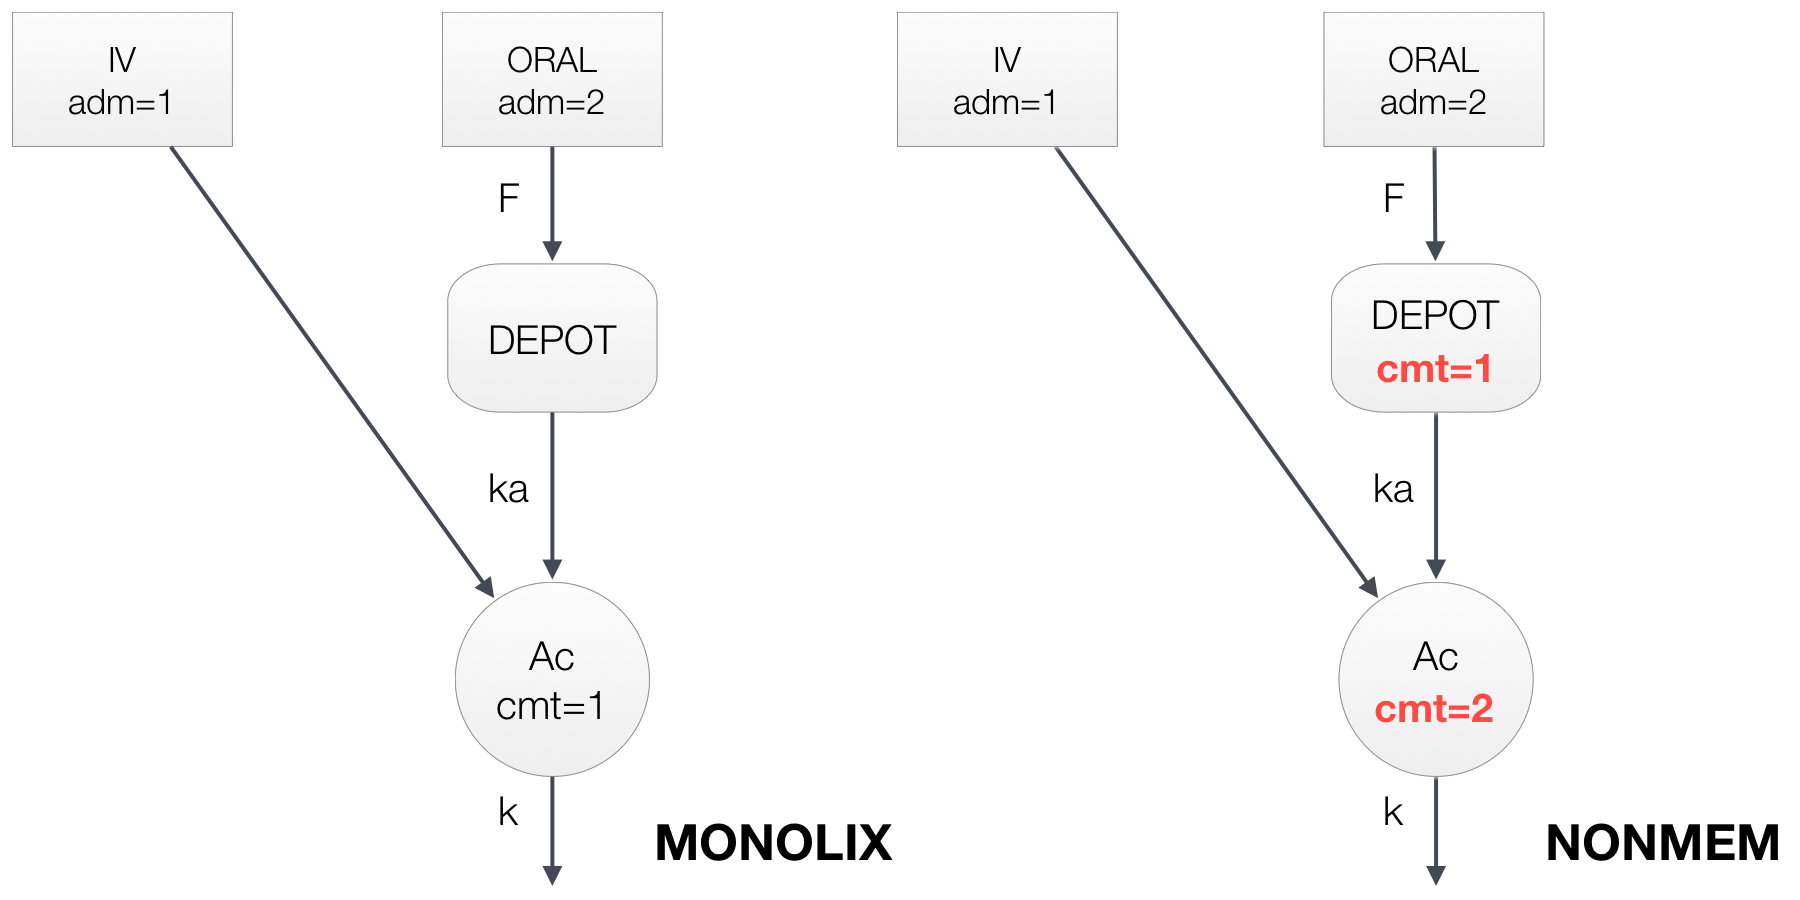 IV
adm=1
ORAL
adm=2
F
DEPOT
ka
Ac
cmt=1
k
MONOLIX
IV
adm=1
ORAL
adm=2
F
DEPOT
cmt=1
ka
Ac
cmt=2
k
NONMEM